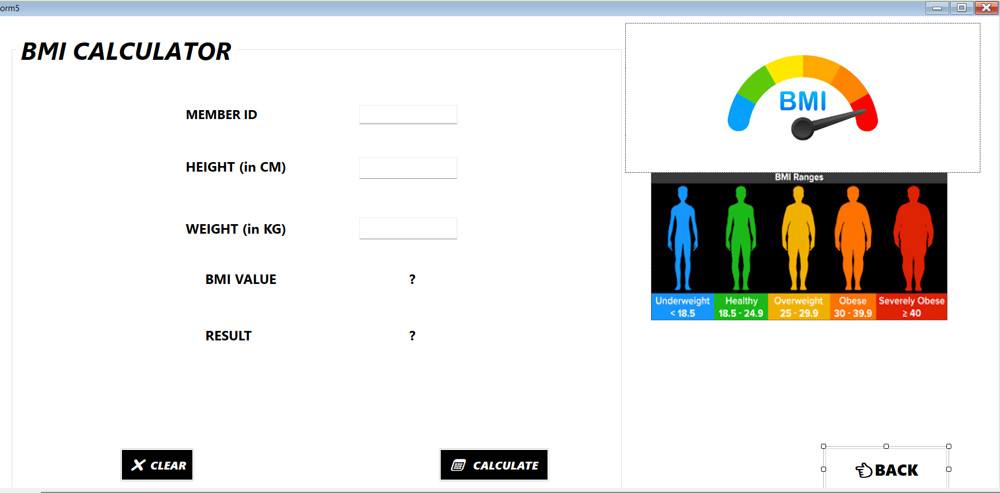 orm5
BMI CALCULATOR
MEMBER ID
HEIGHT (in CM)
WEIGHT (in KG)
BMI VALUE ?
RESULT ?
CLEAR
CALCULATE
BMI
BMI Ranges
Underweight Healthy Overweight Obese Severely Obese
< 18.5 18.5 - 24.9 25 - 29.9 30 - 39.9 ≥ 40
BACK